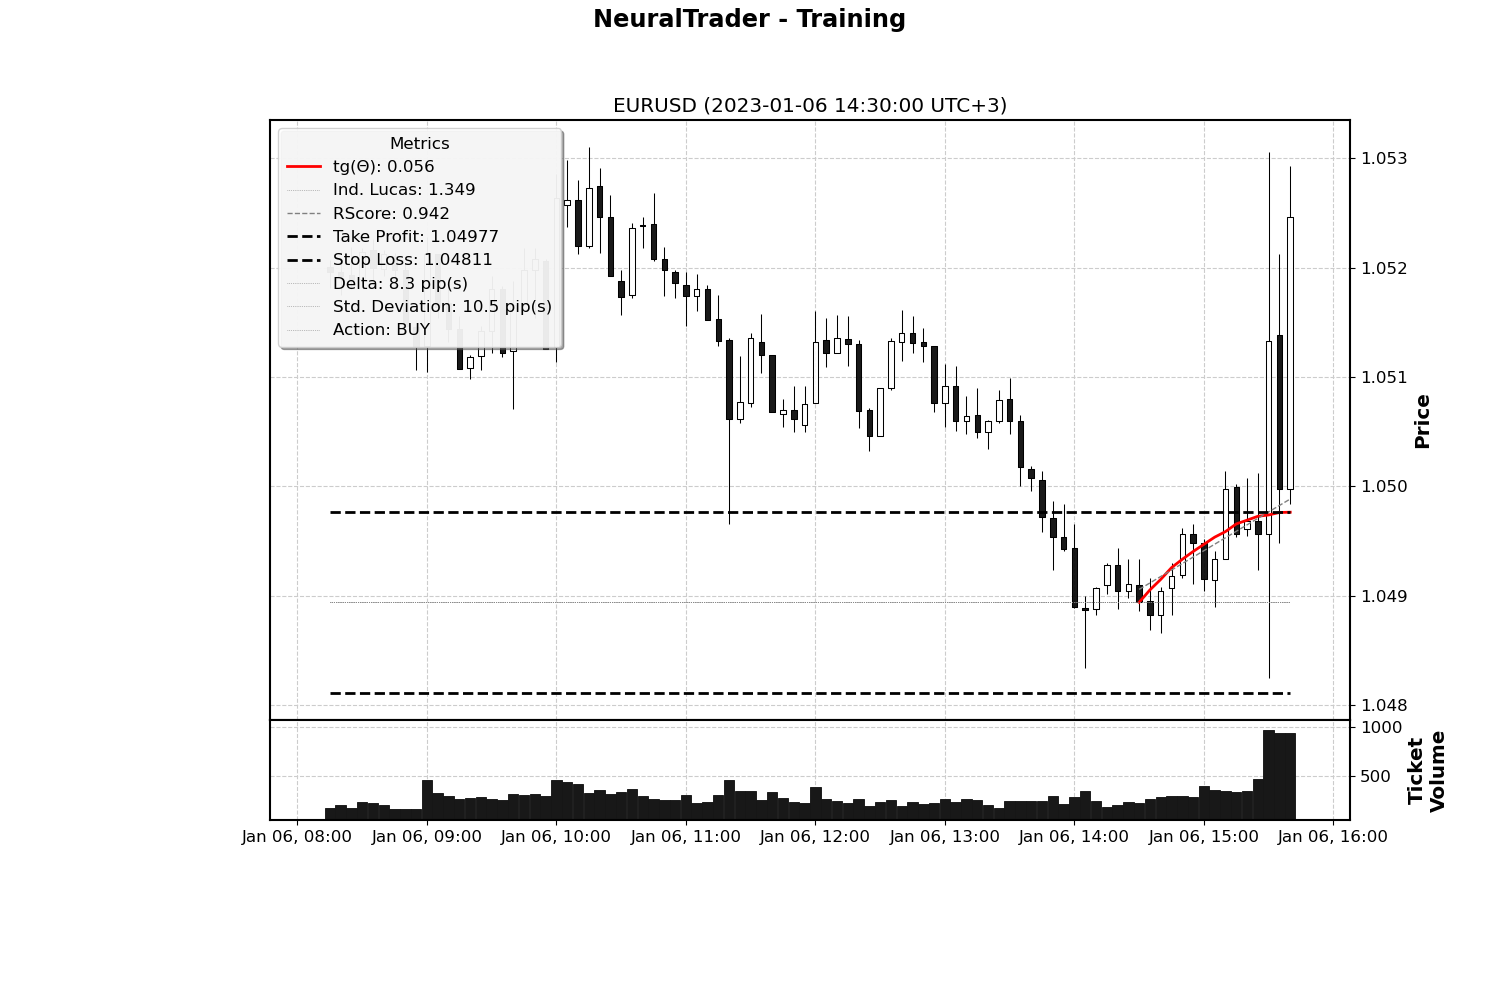 NeuralTrader - Training
EURUSD (2023-01-06 14:30:00 UTC+3)
Metrics
tg(Θ): 0.056
Ind. Lucas: 1.349
RScore: 0.942
Take Profit: 1.04977
Stop Loss: 1.04811
Delta: 8.3 pip(s)
Std. Deviation: 10.5 pip(s)
Action: BUY
1.053
1.052
1.051
1.050
1.049
1.048
Price
1000
500
Ticket
Volume
Jan 06, 08:00
Jan 06, 09:00
Jan 06, 10:00
Jan 06, 11:00
Jan 06, 12:00
Jan 06, 13:00
Jan 06, 14:00
Jan 06, 15:00
Jan 06, 16:00